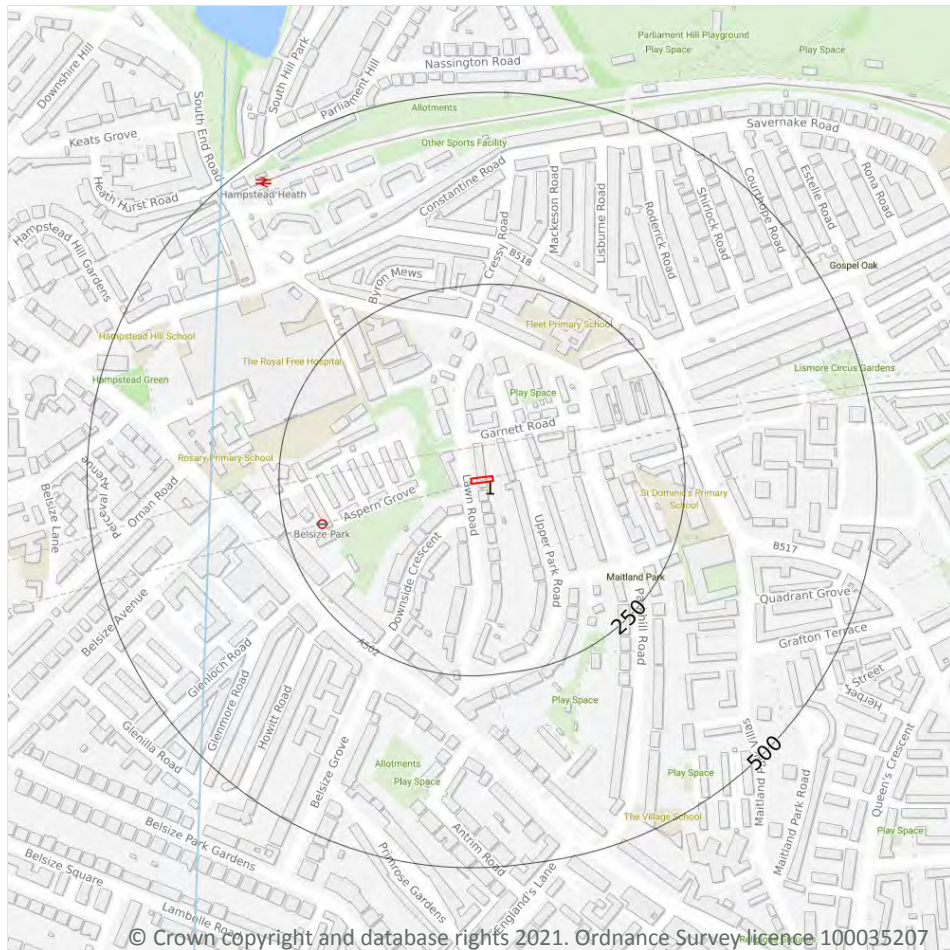 Parliament Hill Playground
Play Space
Play Space
Nassington Road
South Hill Park
Parliament Hill
Downshire Hill
South End Road
Keats Grove
Allotments
Savernake Road
Other Sports Facility
Heath Hurst Road
Hampstead Heath
Constantine Road
Mackeson Road
Lisburne Road
Roderick Road
Shirlock Road
Courthope Road
Estelle Road
Rona Road
Hampstead Hill Gardens
Cressy Road
B518
Byron Mews
Gospel Oak
Fleet Primary School
Hampstead Hill School
The Royal Free Hospital
Hampstead Green
Lismore Circus Gardens
Play Space
Garnett Road
Rosary Primary School
Perceval Avenue
Ornan Road
Belsize Lane
Lawn Road
1
Aspern Grove
Belsize Park
St Dominic's Primary
School
Upper Park Road
Downside Crescent
B517
Maitland Park
Quadrant Grove
Parkhill Road
250
Grafton Terrace
Belsize Avenue
A502
Glenloch Road
Glenmore Road
Howitt Road
Glenilla Road
Street
Play Space
500
Maitland Park Road
Queen's Crescent
Belsize Grove
Allotments
Play Space
Play Space
The Village School
Play Space
Belsize Park Gardens
Antrim Road
Primrose Gardens
England's Lane
Belsize Square
Lambolle Road
© Crown copyright and database rights 2021. Ordnance Survey licence 100035207